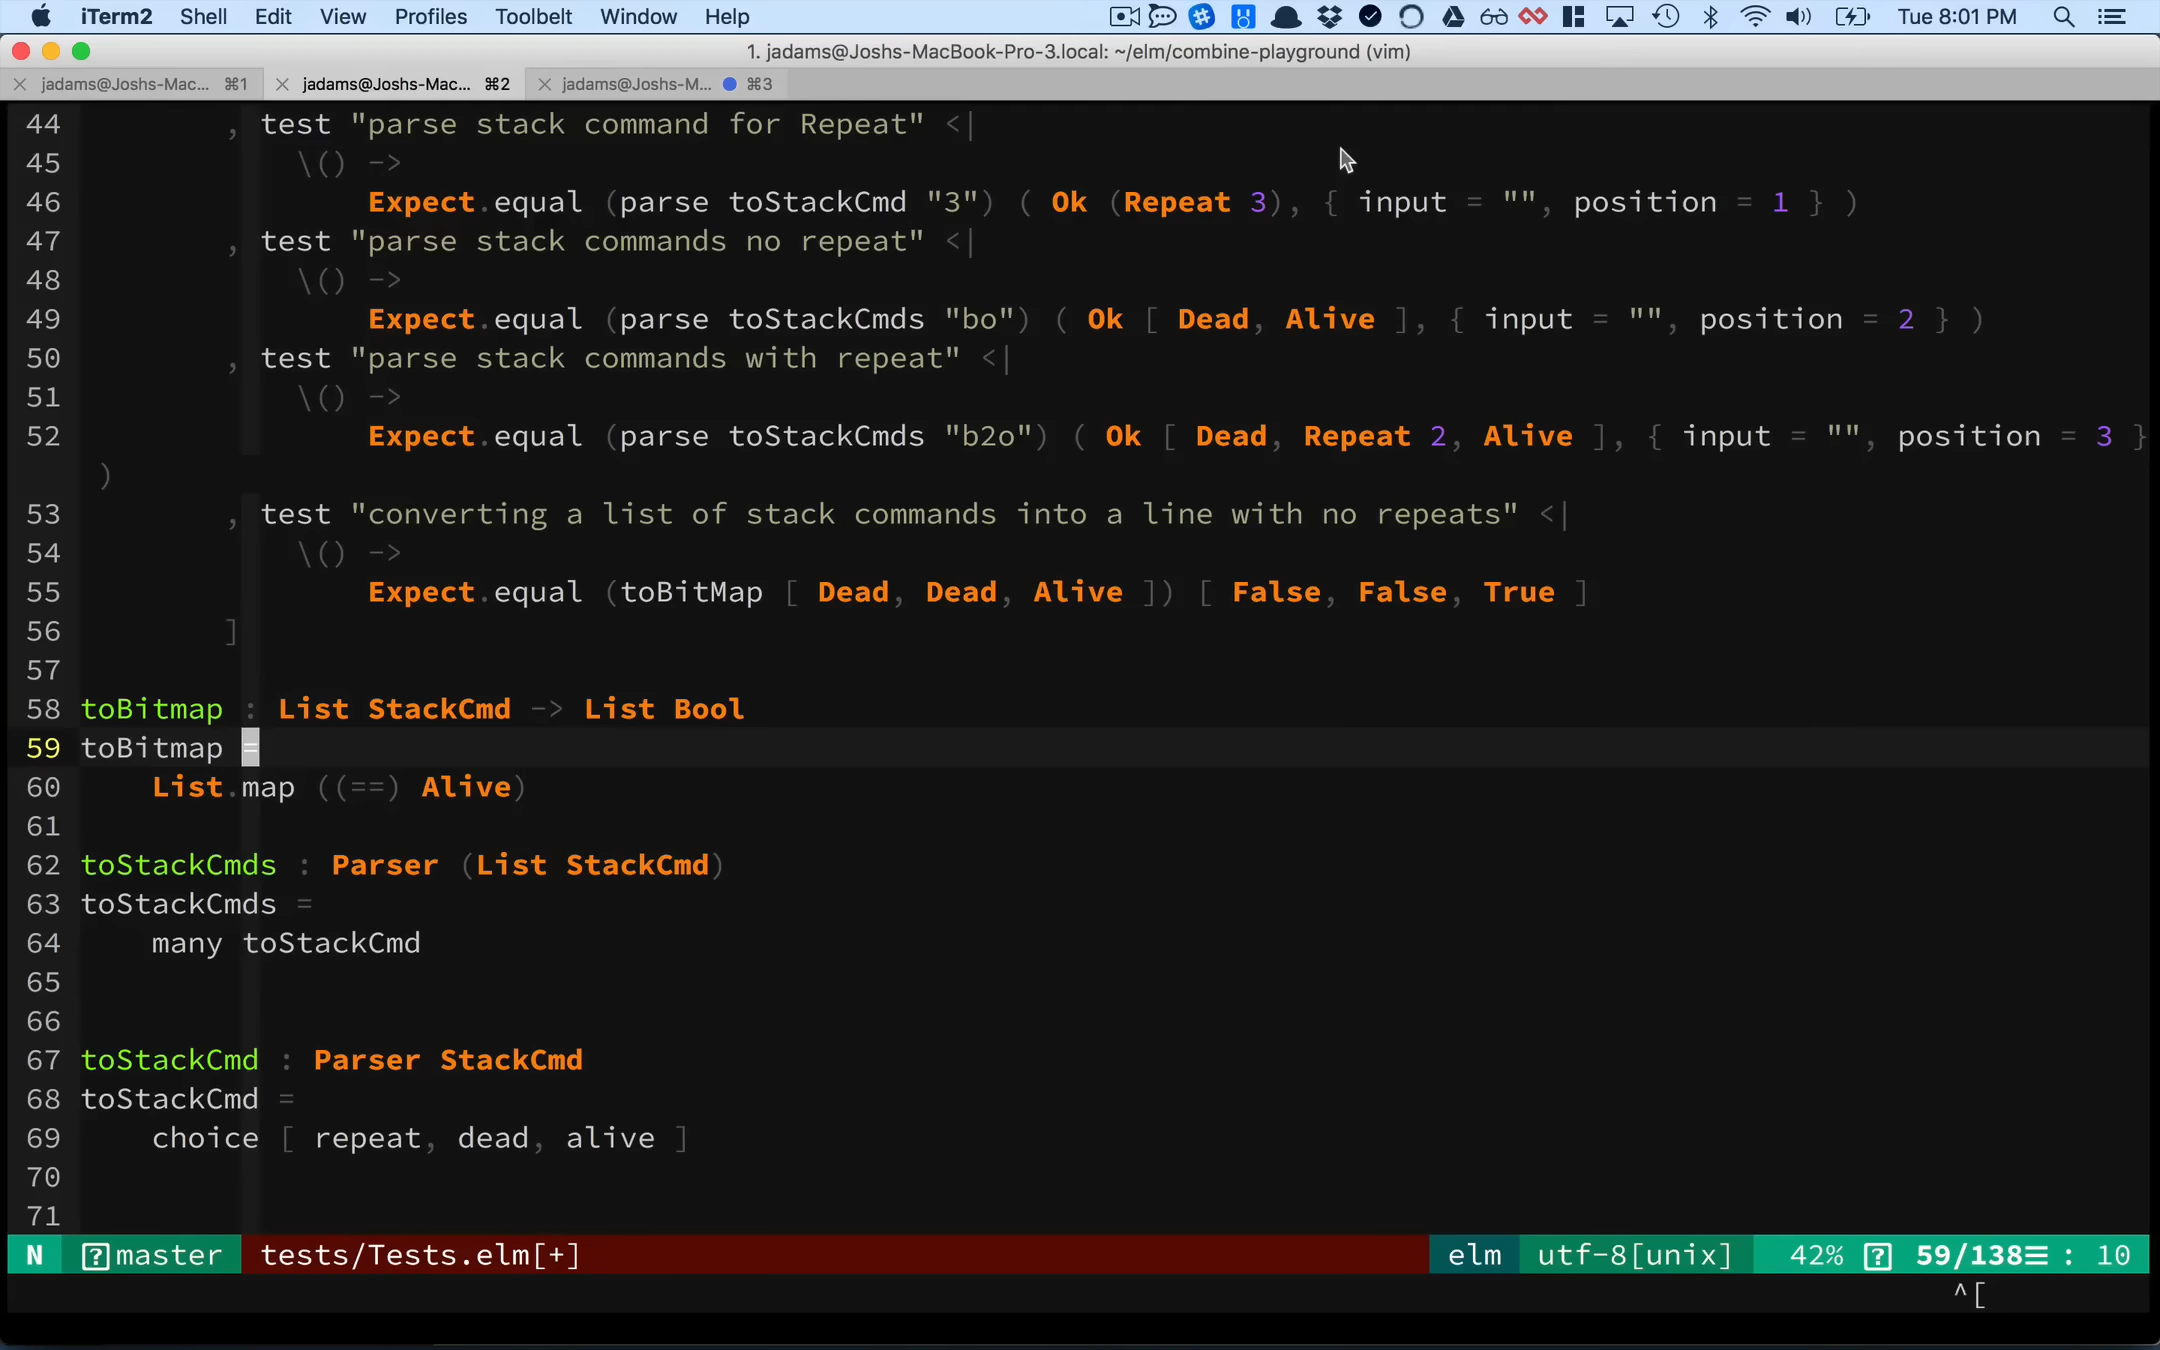 iTerm2 Shell Edit View Profiles Toolbelt Window Help Tue 8:01 PM
1. jadams@Joshs-MacBook-Pro-3.local: ~/elm/combine-playground (vim)
jadams@Joshs-Mac... ⌘1 jadams@Joshs-Mac... ⌘2 jadams@Joshs-M... ⌘3
44 , test "parse stack command for Repeat" <|
45 \() ->
46 Expect.equal (parse toStackCmd "3") ( Ok (Repeat 3), { input = "", position = 1 } )
47 , test "parse stack commands no repeat" <|
48 \() ->
49 Expect.equal (parse toStackCmds "bo") ( Ok [ Dead, Alive ], { input = "", position = 2 } )
50 , test "parse stack commands with repeat" <|
51 \() ->
52 Expect.equal (parse toStackCmds "b2o") ( Ok [ Dead, Repeat 2, Alive ], { input = "", position = 3 }
)
53 , test "converting a list of stack commands into a line with no repeats" <|
54 \() ->
55 Expect.equal (toBitMap [ Dead, Dead, Alive ]) [ False, False, True ]
56 ]
57
58 toBitmap : List StackCmd -> List Bool
59 toBitmap =
60 List.map ((==) Alive)
61
62 toStackCmds : Parser (List StackCmd)
63 toStackCmds =
64 many toStackCmd
65
66
67 toStackCmd : Parser StackCmd
68 toStackCmd =
69 choice [ repeat, dead, alive ]
70
71
N [?]master tests/Tests.elm[+] elm utf-8[unix] 42% [?] 59/138☰ : 10
^[